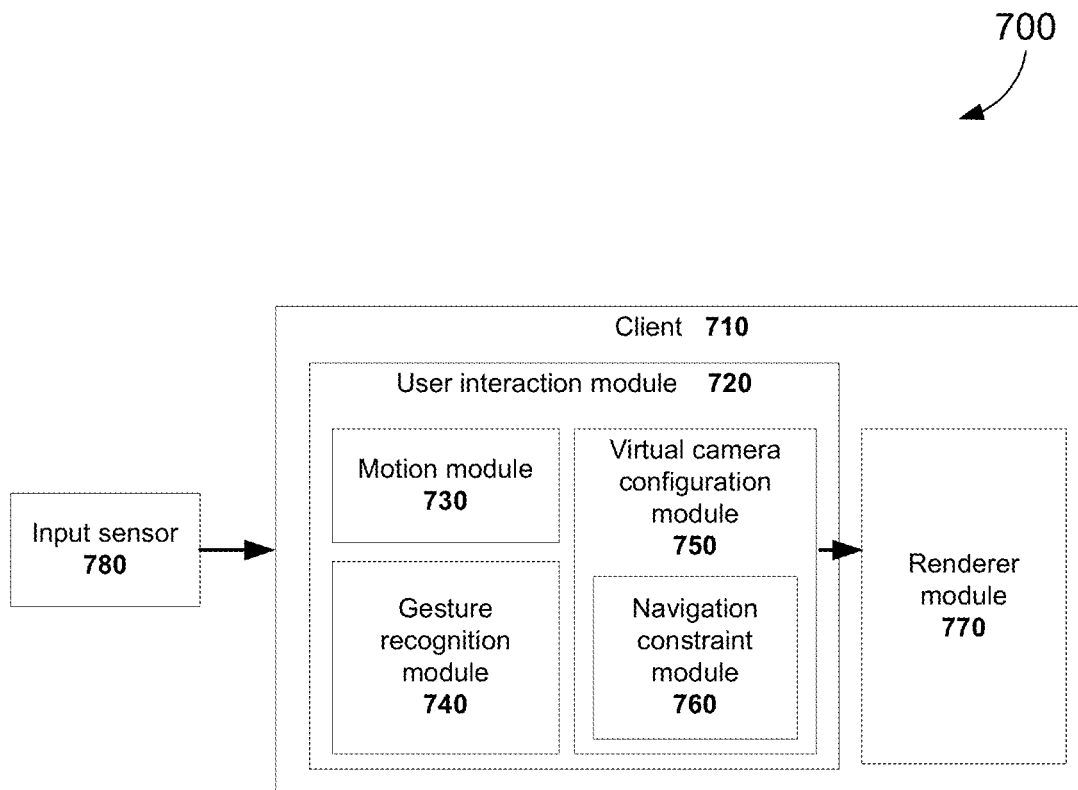 700
Client 710
User interaction module 720
Motion module
730
Virtual camera
configuration
module
750
Input sensor
780
Gesture
recognition
module
740
Navigation
constraint
module
760
Renderer
module
770